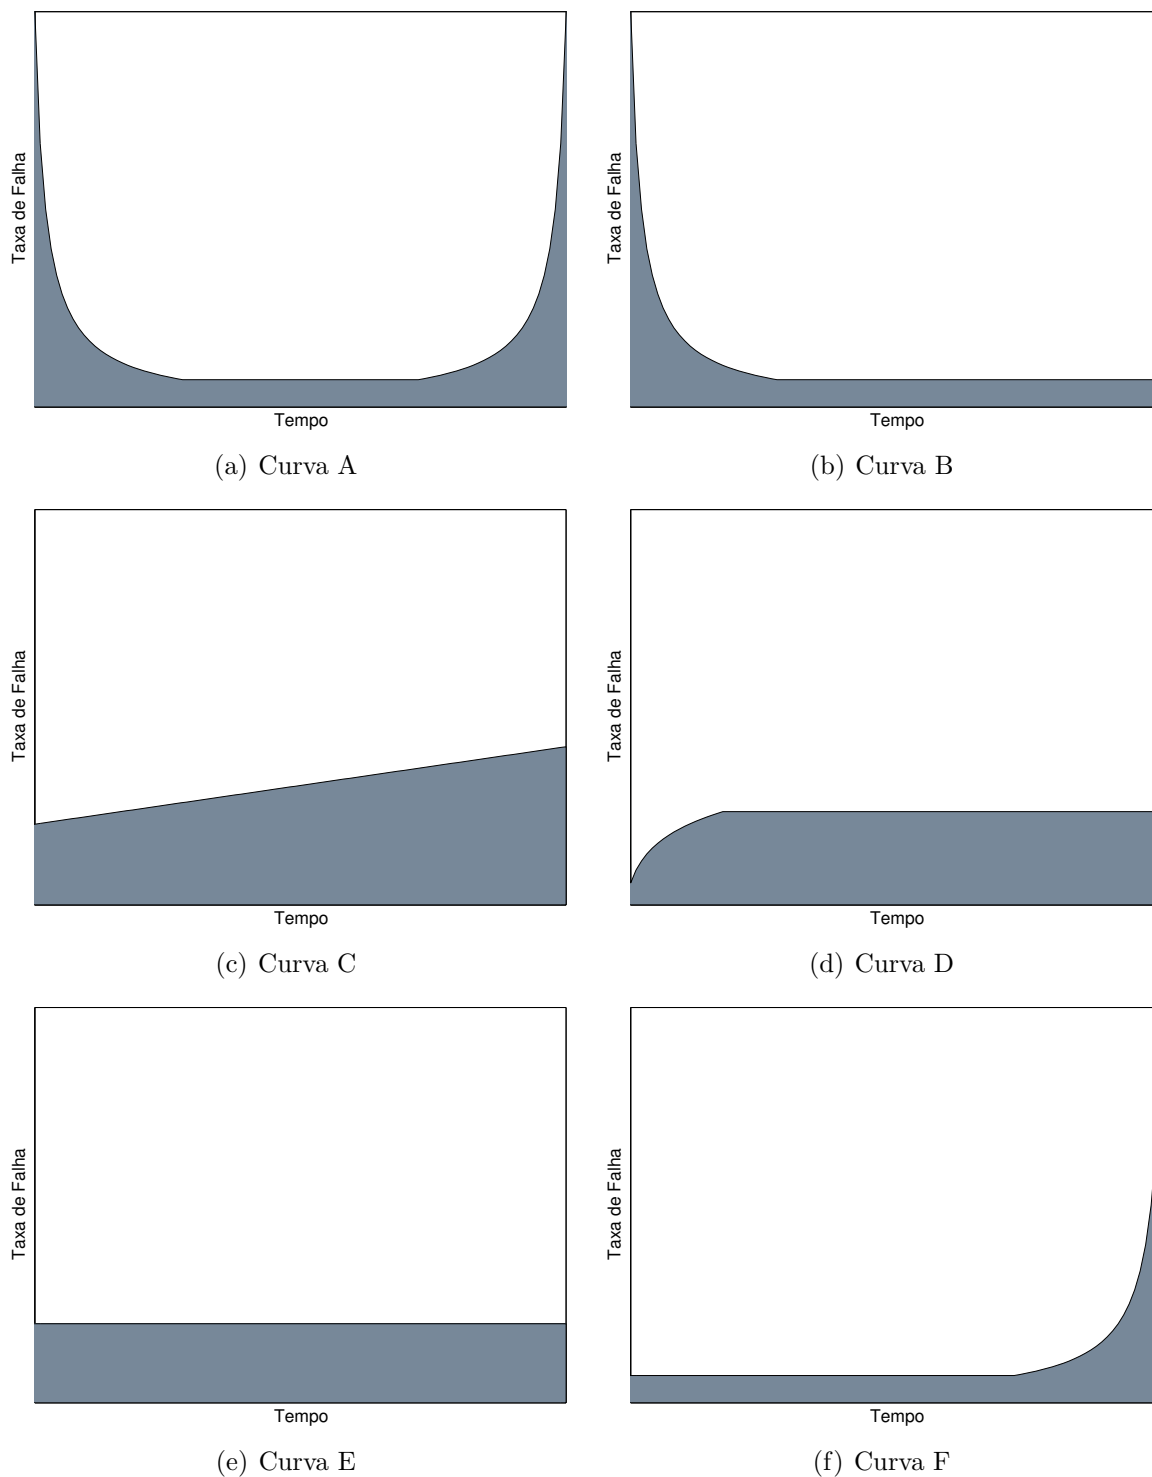 Taxa de Falha
Tempo
(a) Curva A
Taxa de Falha
Tempo
(b) Curva B
Taxa de Falha
Tempo
(c) Curva C
Taxa de Falha
Tempo
(d) Curva D
Taxa de Falha
Tempo
(e) Curva E
Taxa de Falha
Tempo
(f) Curva F